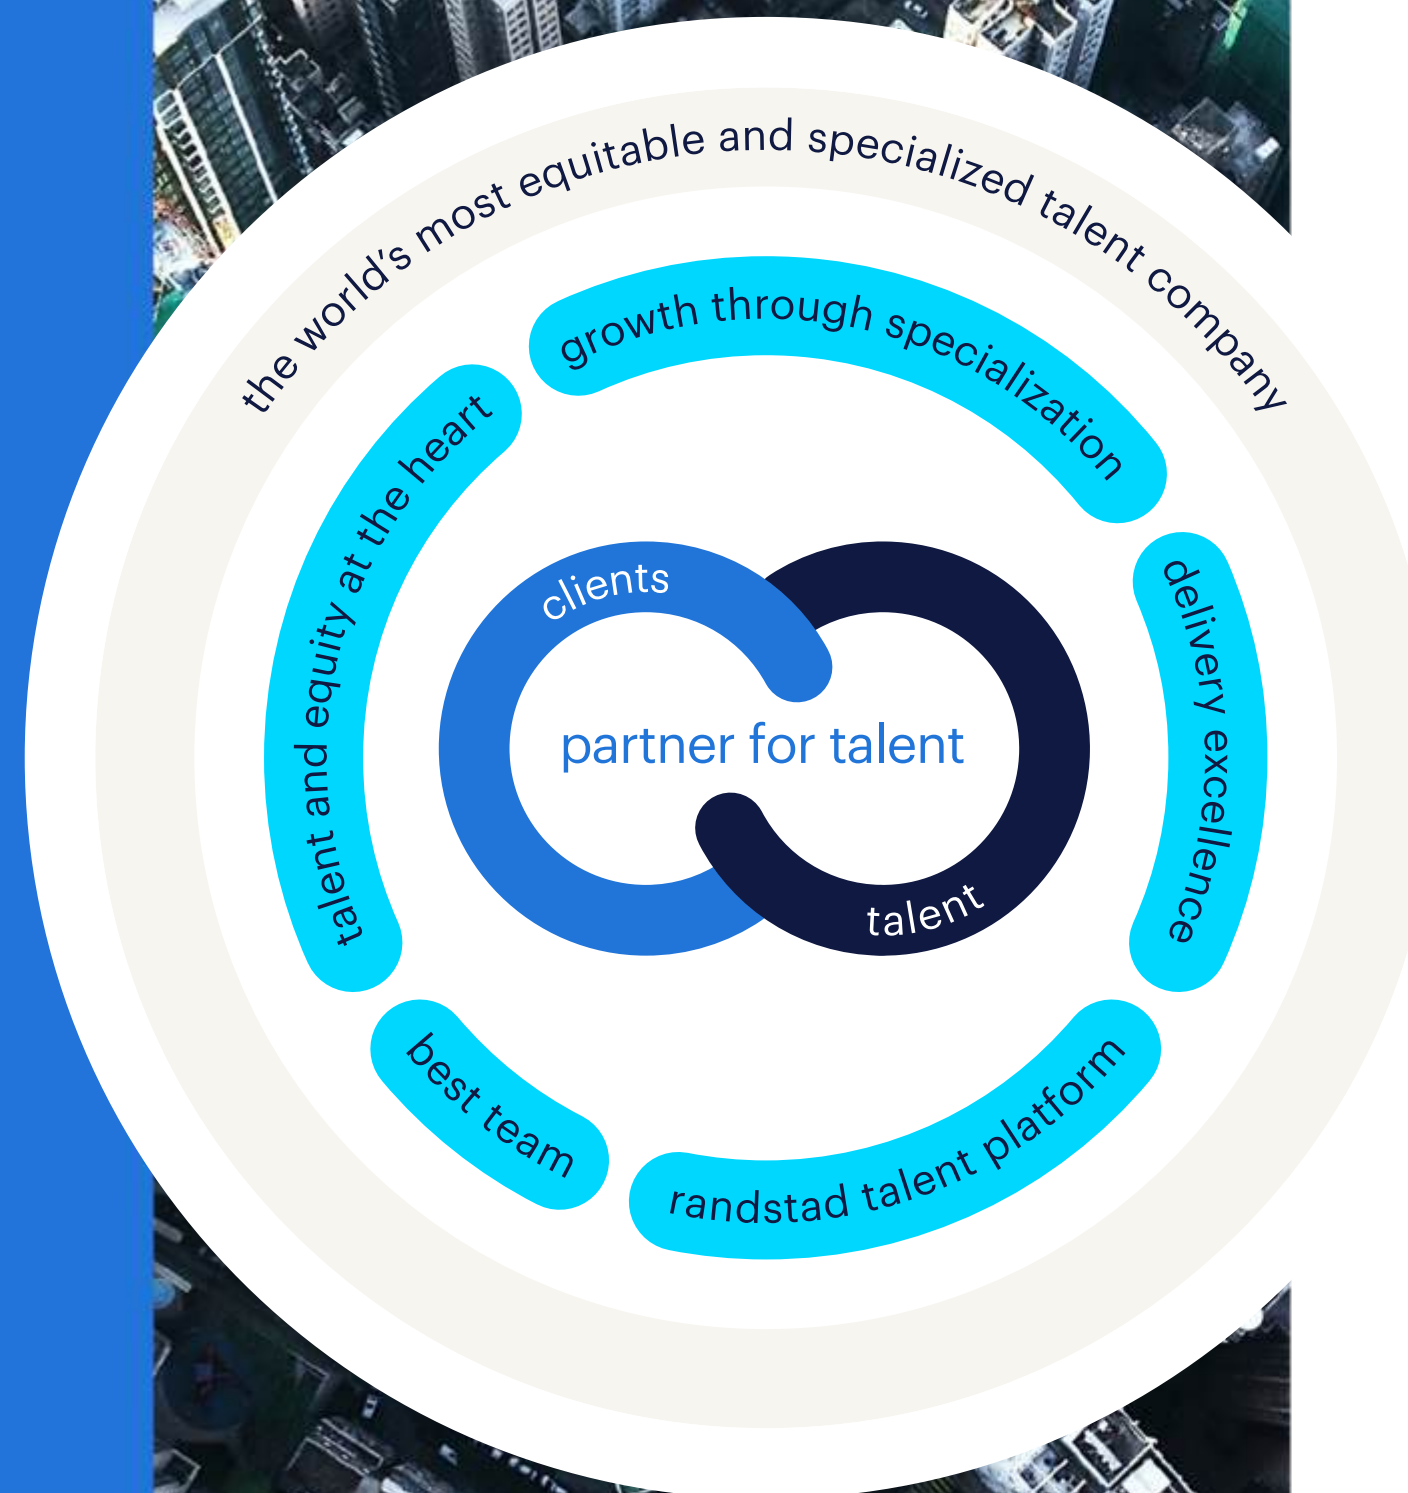 the world's most equitable and specialized talent company
growth through specialization
delivery excellence
randstad talent platform
best team
talent and equity at the heart
clients
partner for talent
talent